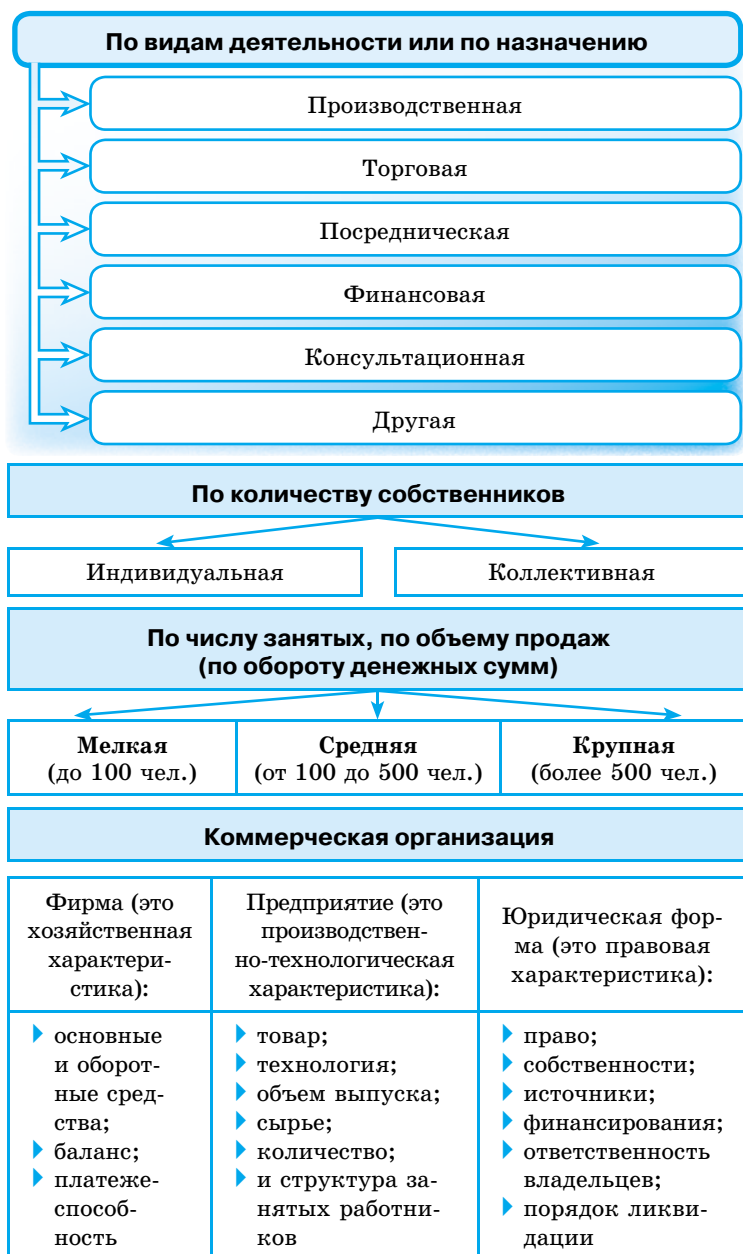 По видам деятельности или по назначению
Производственная
Торговая
Посредническая
Финансовая
Консультационная
Другая
По количеству собственников
Индивидуальная
Коллективная
По числу занятых, по объему продаж
(по обороту денежных сумм)
Мелкая
(до 100 чел.)
Средняя
(от 100 до 500 чел.)
Крупная
(более 500 чел.)
Коммерческая организация
Фирма (это
хозяйственная
характери-
стика):
Предприятие (это
производствен-
но-технологическая
характеристика):
Юридическая фор-
ма (это правовая
характеристика):
основные
и оборот-
ные сред-
ства;
баланс;
платеже-
способ-
ность
товар;
технология;
объем выпуска;
сырье;
количество;
и структура за-
нятых работни-
ков
право;
собственности;
источники;
финансирования;
ответственность
владельцев;
порядок ликви-
дации